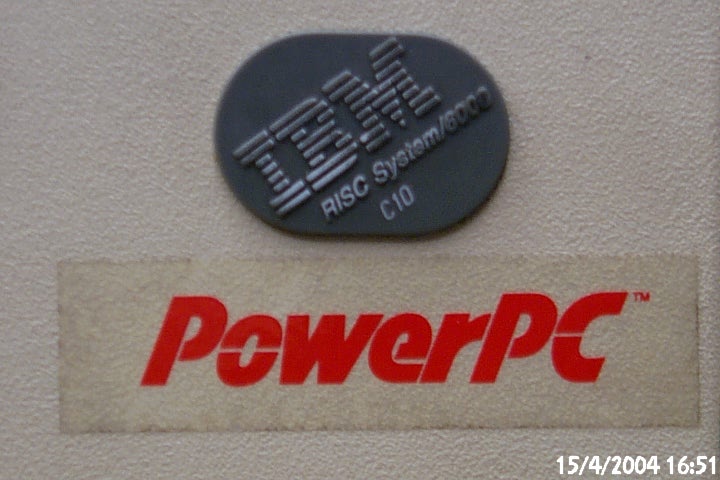 IBM
RISC System/6000
C10
PowerPC™
15/4/2004 16:51